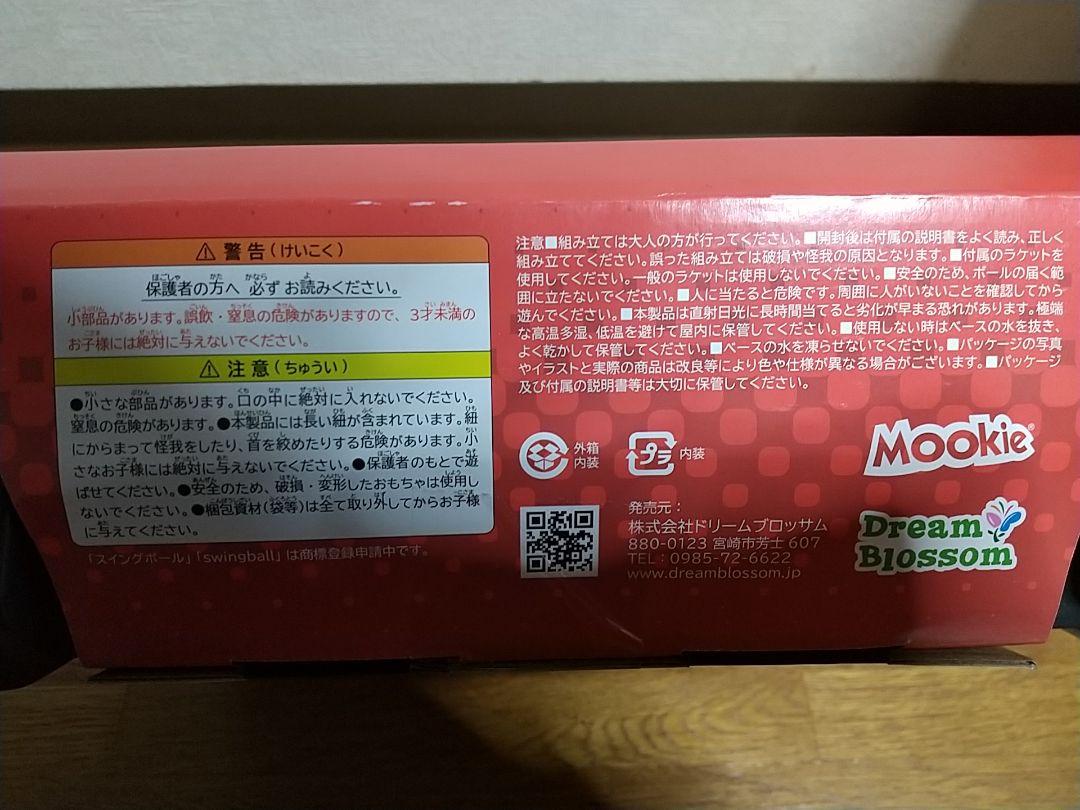 ⚠ 警告(けいこく)
保護者の方へ 必ず お読みください。
小部品があります。誤飲・窒息の危険がありますので、3才未満の
お子様には絶対に与えないでください。
⚠ 注意(ちゅうい)
●小さな部品があります。口の中に絶対に入れないでください。
窒息の危険があります。●本製品には長い紐が含まれています。紐
にからまって怪我をしたり、首を絞めたりする危険があります。小
さなお子様には絶対に与えないでください。●保護者のもとで遊
ばせてください。●安全のため、破損・変形したおもちゃは使用し
ないでください。●梱包資材(袋等)は全て取り外してからお子様
に与えてください。
「スイングボール」「swingball」は商標登録申請中です。
注意■組み立ては大人の方が行ってください。■開封後は付属の説明書をよく読み、正しく
組み立ててください。誤った組み立ては破損や怪我の原因となります。■付属のラケットを
使用してください。一般のラケットは使用しないでください。■安全のため、ボールの届く範
囲に立たないでください。■人に当たると危険です。周囲に人がいないことを確認してから
遊んでください。■本製品は直射日光に長時間当てると劣化が早まる恐れがあります。極端
な高温多湿、低温を避けて屋内に保管してください。■使用しない時はベースの水を抜き、
よく乾かして保管してください。■ベースの水を凍らせないでください。■パッケージの写真
やイラストと実際の商品は改良等により色や仕様が異なる場合がございます。■パッケージ
及び付属の説明書等は大切に保管してください。
外箱
内装
プラ
内装
Mookie®
発売元:
株式会社ドリームブロッサム
880-0123 宮崎市芳士 607
TEL:0985-72-6622
www.dreamblossom.jp
Dream
Blossom